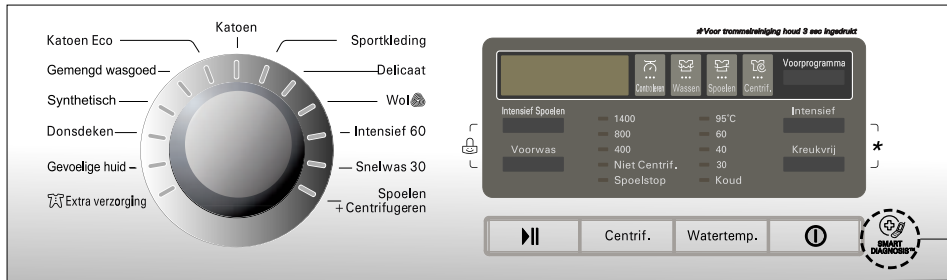 Katoen
Katoen Eco
Gemengd wasgoed
Synthetisch
Donsdeken
Gevoelige huid
Extra verzorging
Sportkleding
Delicaat
Wol
Intensief 60
Snelwas 30
Spoelen
+ Centrifugeren
*Voor trommelreiniging houd 3 sec ingedrukt
Controleren Wassen Spoelen Centrif.
Voorprogramma
Intensief Spoelen
Voorwas
1400
800
400
Niet Centrif.
Spoelstop
95°C
60
40
30
Koud
Intensief
Kreukvrij
*
Centrif.
Watertemp.
SMART
DIAGNOSIS™